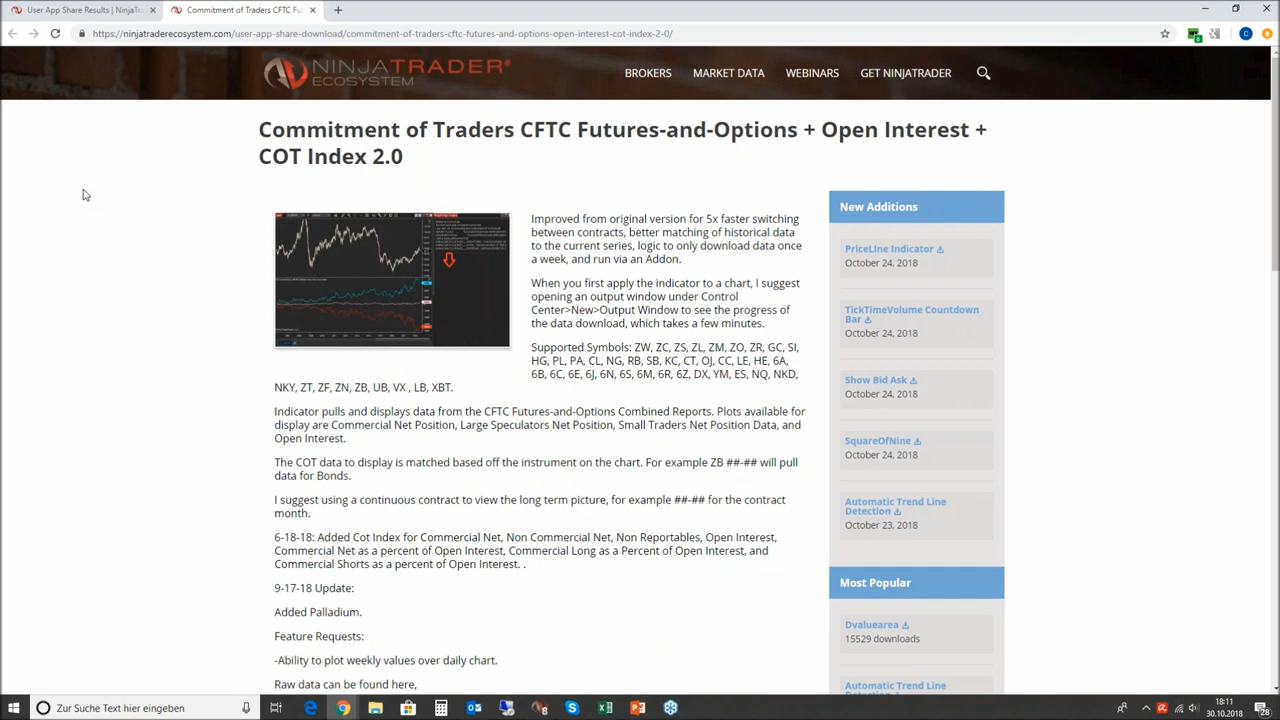 User App Share Results | NinjaTra
Commitment of Traders CFTC Fu
https://ninjatraderecosystem.com/user-app-share-download/commitment-of-traders-cftc-futures-and-options-open-interest-cot-index-2-0/
NINJATRADER®
ECOSYSTEM
BROKERS
MARKET DATA
WEBINARS
GET NINJATRADER
Commitment of Traders CFTC Futures-and-Options + Open Interest +
COT Index 2.0
Improved from original version for 5x faster switching
between contracts, better matching of historical data
to the current series, logic to only download data once
a week, and run via an Addon.
When you first apply the indicator to a chart, I suggest
opening an output window under Control
Center>New>Output Window to see the progress of
the data download, which takes a few minutes.
Supported Symbols: ZW, ZC, ZS, ZL, ZM, ZO, ZR, GC, SI,
HG, PL, PA, CL, NG, RB, SB, KC, CT, OJ, CC, LE, HE, 6A,
6B, 6C, 6E, 6J, 6N, 6S, 6M, 6R, 6Z, DX, YM, ES, NQ, NKD,
NKY, ZT, ZF, ZN, ZB, UB, VX , LB, XBT.
Indicator pulls and displays data from the CFTC Futures-and-Options Combined Reports. Plots available for
display are Commercial Net Position, Large Speculators Net Position, Small Traders Net Position Data, and
Open Interest.
The COT data to display is matched based off the instrument on the chart. For example ZB ##-## will pull
data for Bonds.
I suggest using a continuous contract to view the long term picture, for example ##-## for the contract
month.
6-18-18: Added Cot Index for Commercial Net, Non Commercial Net, Non Reportables, Open Interest,
Commercial Net as a percent of Open Interest, Commercial Long as a Percent of Open Interest, and
Commercial Shorts as a percent of Open Interest. .
9-17-18 Update:
Added Palladium.
Feature Requests:
-Ability to plot weekly values over daily chart.
Raw data can be found here,
New Additions
PriceLIne Indicator
October 24, 2018
TickTimeVolume Countdown
Bar
October 24, 2018
Show Bid Ask
October 24, 2018
SquareOfNine
October 24, 2018
Automatic Trend Line
Detection
October 23, 2018
Most Popular
Dvaluearea
15529 downloads
Automatic Trend Line
Zur Suche Text hier eingeben
18:11
30.10.2018
28